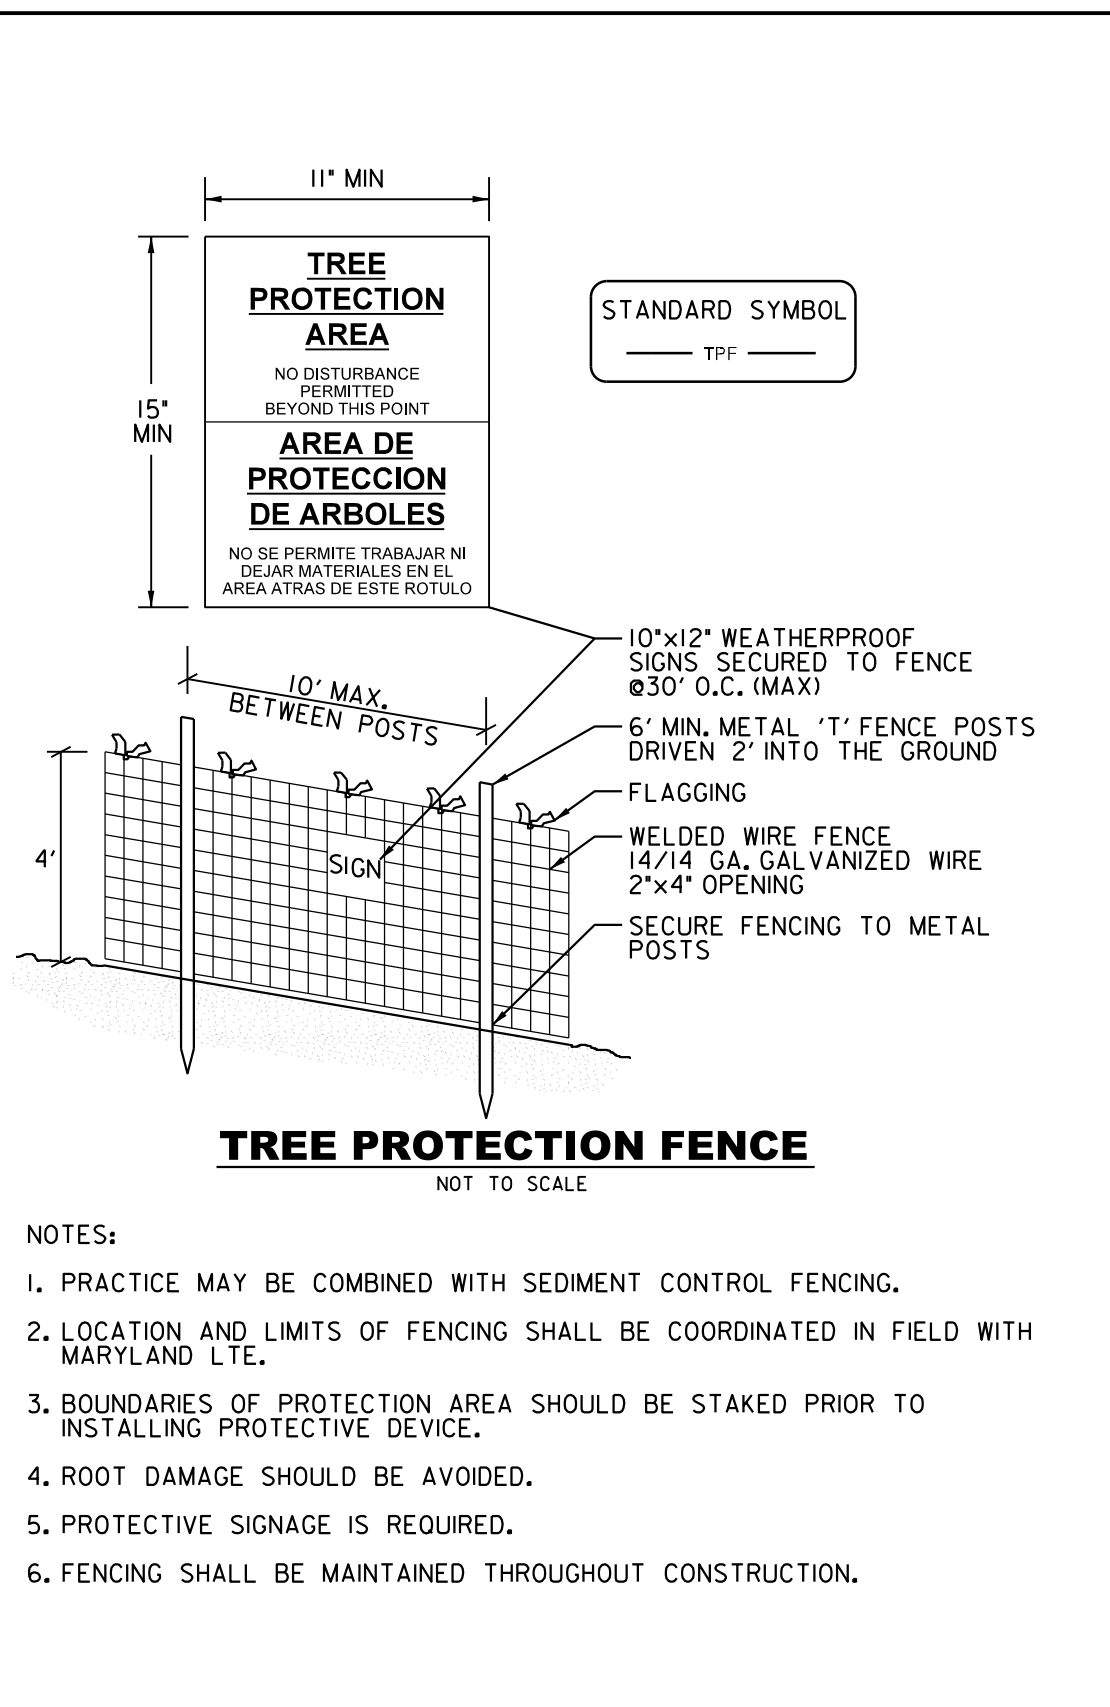 11" MIN
15"
MIN
TREE
PROTECTION
AREA
NO DISTURBANCE
PERMITTED
BEYOND THIS POINT
AREA DE
PROTECCION
DE ARBOLES
NO SE PERMITE TRABAJAR NI
DEJAR MATERIALES EN EL
AREA ATRAS DE ESTE ROTULO
STANDARD SYMBOL
TPF
10"x12" WEATHERPROOF
SIGNS SECURED TO FENCE
@30' O.C. (MAX)
10' MAX.
BETWEEN POSTS
6' MIN. METAL 'T' FENCE POSTS
DRIVEN 2' INTO THE GROUND
FLAGGING
WELDED WIRE FENCE
14/14 GA. GALVANIZED WIRE
2"x4" OPENING
4'
SIGN
SECURE FENCING TO METAL
POSTS
TREE PROTECTION FENCE
NOT TO SCALE
NOTES:
1. PRACTICE MAY BE COMBINED WITH SEDIMENT CONTROL FENCING.
2. LOCATION AND LIMITS OF FENCING SHALL BE COORDINATED IN FIELD WITH
MARYLAND LTE.
3. BOUNDARIES OF PROTECTION AREA SHOULD BE STAKED PRIOR TO
INSTALLING PROTECTIVE DEVICE.
4. ROOT DAMAGE SHOULD BE AVOIDED.
5. PROTECTIVE SIGNAGE IS REQUIRED.
6. FENCING SHALL BE MAINTAINED THROUGHOUT CONSTRUCTION.